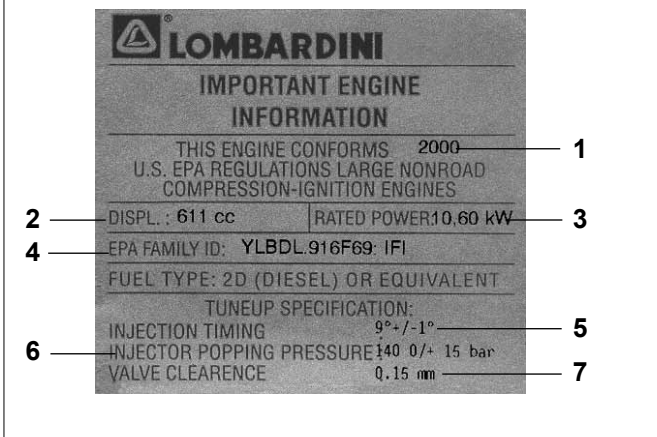 LOMBARDINI
IMPORTANT ENGINE
INFORMATION
THIS ENGINE CONFORMS 2000 1
U.S. EPA REGULATIONS LARGE NONROAD
COMPRESSION-IGNITION ENGINES
2 DISPL. : 611 cc RATED POWER: 10,60 kW 3
4 EPA FAMILY ID: YLBDL.916F69: IFI
FUEL TYPE: 2D (DIESEL) OR EQUIVALENT
TUNEUP SPECIFICATION:
INJECTION TIMING 9°+/-1° 5
6 INJECTOR POPPING PRESSURE: 140 0/+ 15 bar
VALVE CLEARENCE 0.15 mm 7